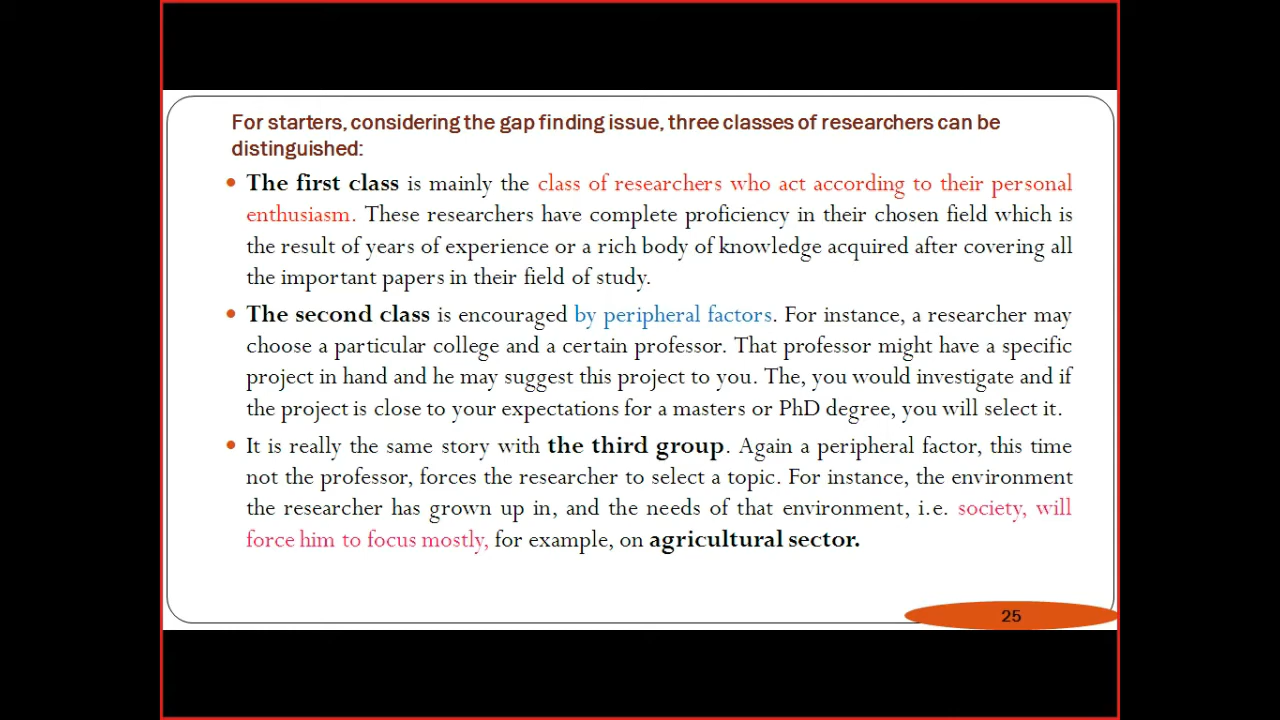 For starters, considering the gap finding issue, three classes of researchers can be
distinguished:
• The first class is mainly the class of researchers who act according to their personal
enthusiasm. These researchers have complete proficiency in their chosen field which is
the result of years of experience or a rich body of knowledge acquired after covering all
the important papers in their field of study.
• The second class is encouraged by peripheral factors. For instance, a researcher may
choose a particular college and a certain professor. That professor might have a specific
project in hand and he may suggest this project to you. The, you would investigate and if
the project is close to your expectations for a masters or PhD degree, you will select it.
• It is really the same story with the third group. Again a peripheral factor, this time
not the professor, forces the researcher to select a topic. For instance, the environment
the researcher has grown up in, and the needs of that environment, i.e. society, will
force him to focus mostly, for example, on agricultural sector.
25